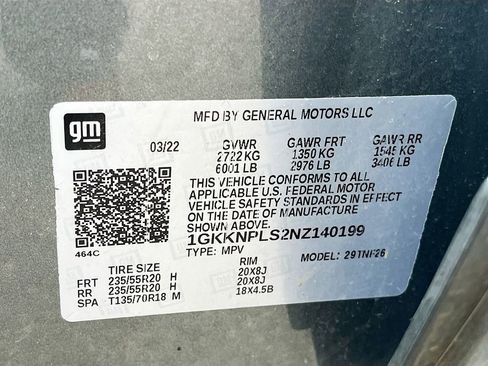 gm
MFD BY GENERAL MOTORS LLC
03/22 GVWR GAWR FRT GAWR RR
2722 KG 1350 KG 1545 KG
6001 LB 2976 LB 3406 LB
THIS VEHICLE CONFORMS TO ALL
APPLICABLE U.S. FEDERAL MOTOR
VEHICLE SAFETY STANDARDS IN EFFECT
ON THE DATE OF MANUFACTURE
SHOWN ABOVE.
1GKKNPLS2NZ140199
464C TYPE: MPV MODEL: 29TNF26
TIRE SIZE RIM
FRT 235/55R20 H 20X8J
RR 235/55R20 H 20X8J
SPA T135/70R18 M 18X4.5B